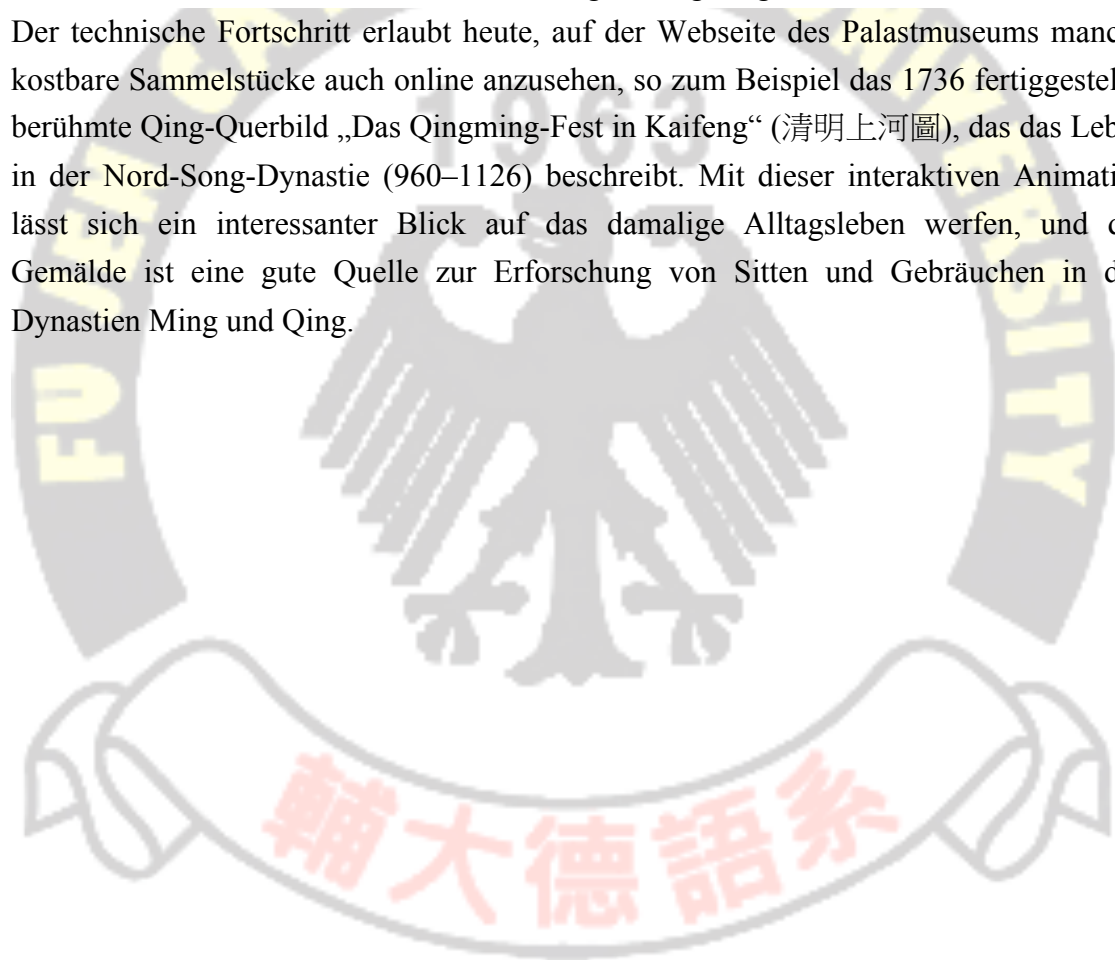 Der technische Fortschritt erlaubt heute, auf der Webseite des Palastmuseums manc
kostbare Sammelstücke auch online anzusehen, so zum Beispiel das 1736 fertiggestel
berühmte Qing-Querbild „Das Qingming-Fest in Kaifeng“ (清明上河圖), das das Leb
in der Nord-Song-Dynastie (960–1126) beschreibt. Mit dieser interaktiven Animati
lässt sich ein interessanter Blick auf das damalige Alltagsleben werfen, und d
Gemälde ist eine gute Quelle zur Erforschung von Sitten und Gebräuchen in d
Dynastien Ming und Qing.
1963
FU JEN
ERSITY
輔大德語系